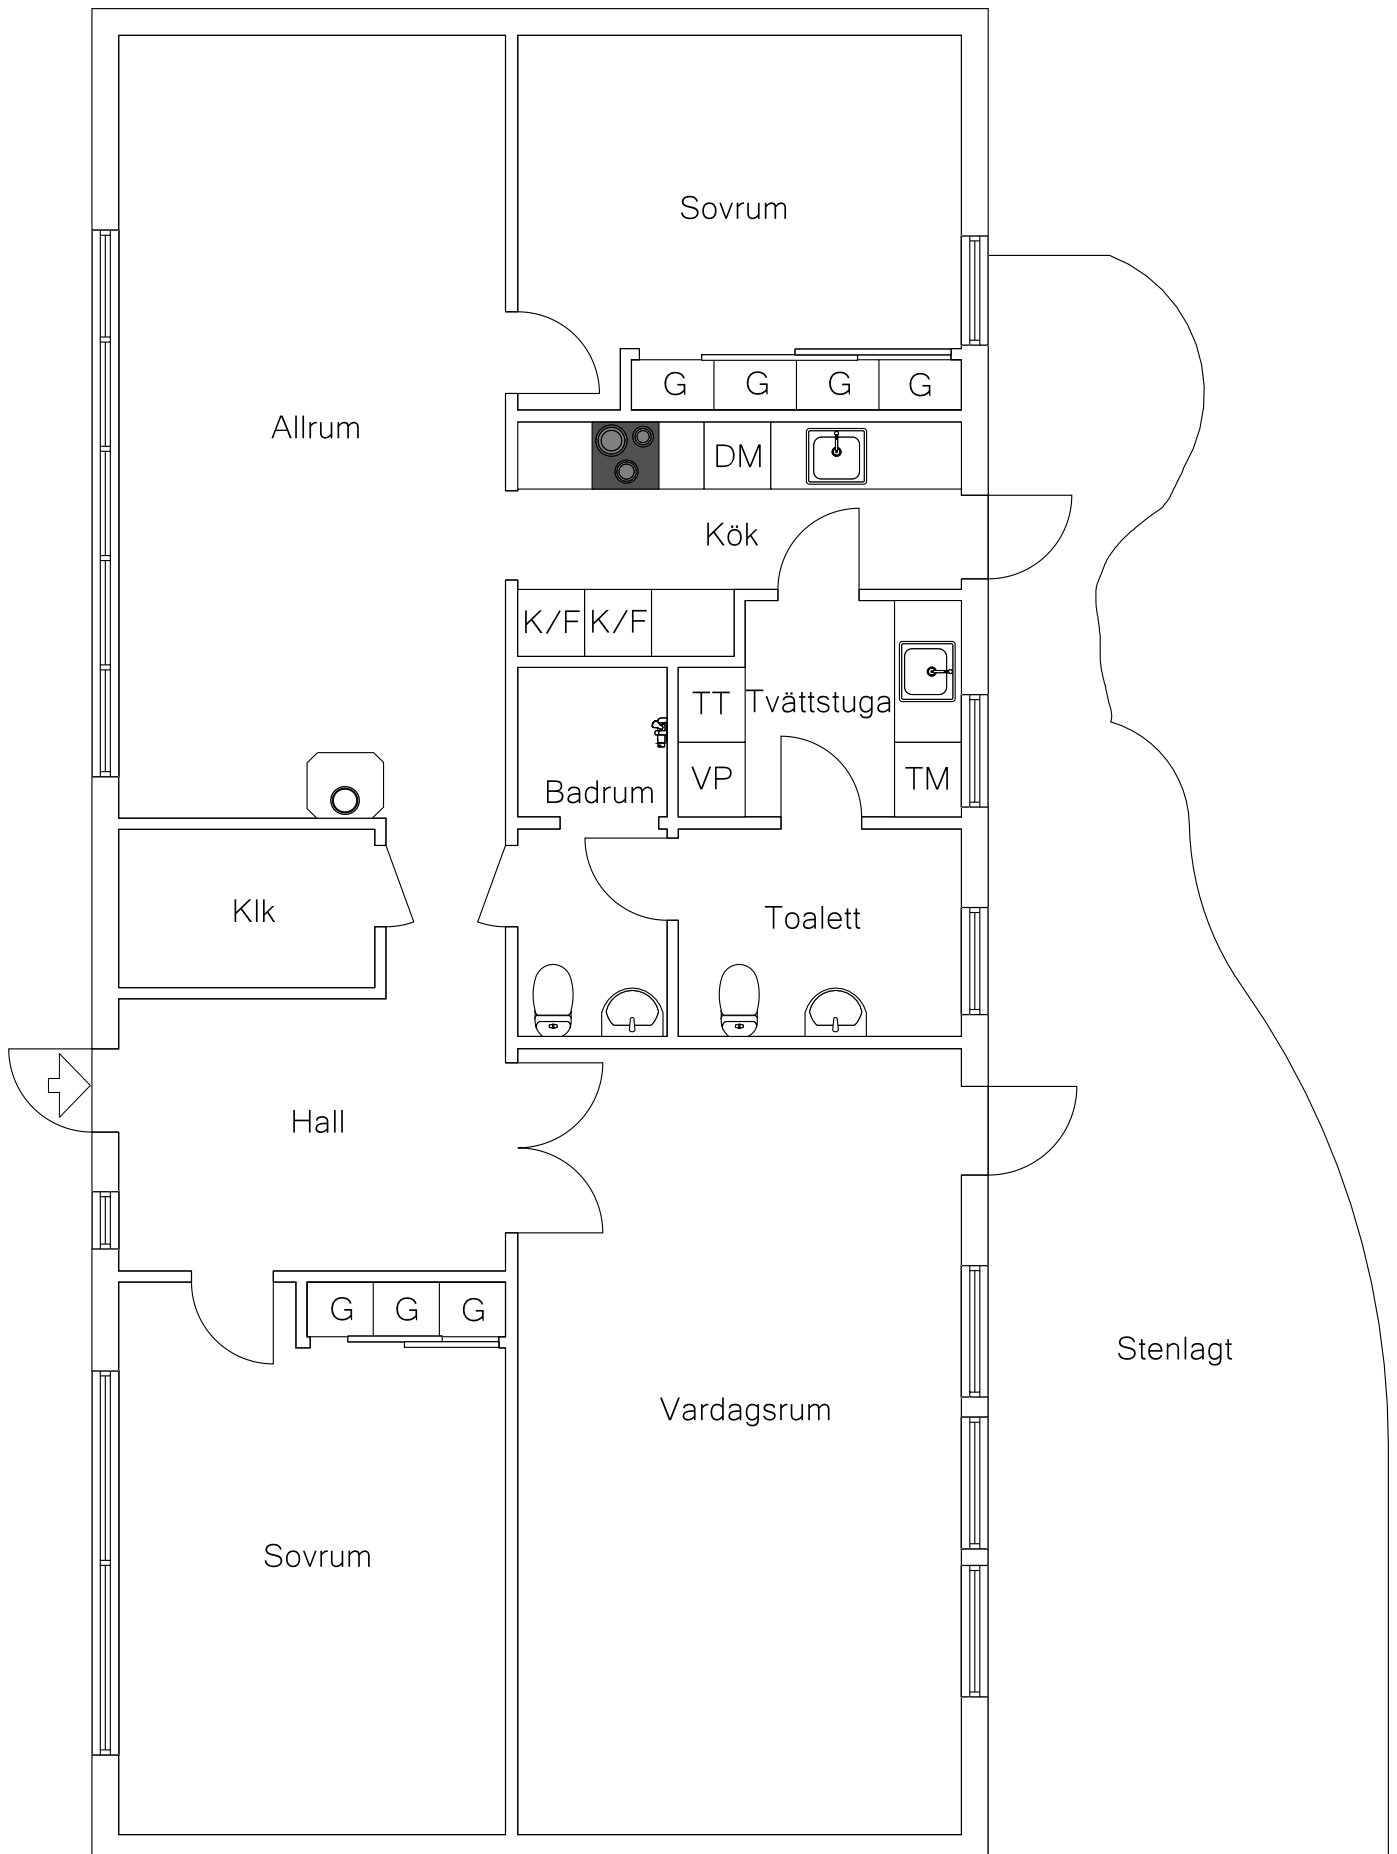 Sovrum
G G G G
Allrum
DM
Kök
K/F K/F
TT Tvättstuga
VP TM
Badrum
Klk
Toalett
Hall
G G G
Stenlagt
Vardagsrum
Sovrum